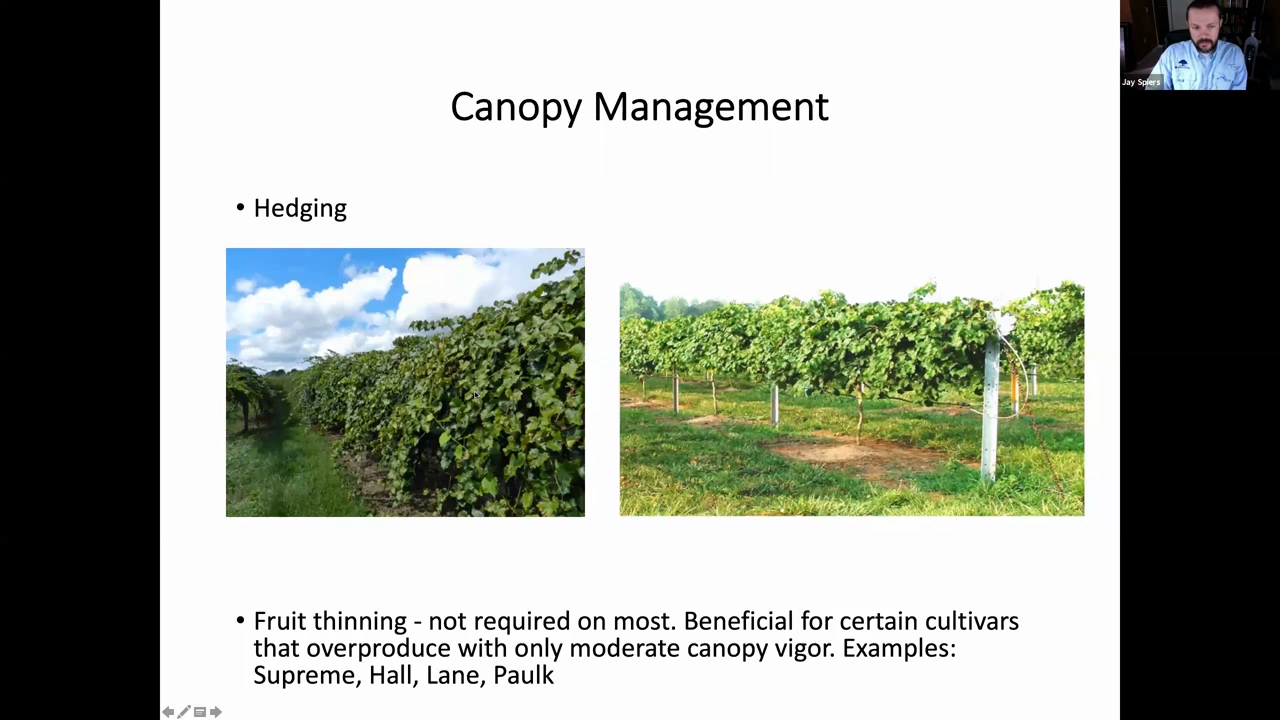 Jay Spiers
Canopy Management
• Hedging
• Fruit thinning - not required on most. Beneficial for certain cultivars
that overproduce with only moderate canopy vigor. Examples:
Supreme, Hall, Lane, Paulk